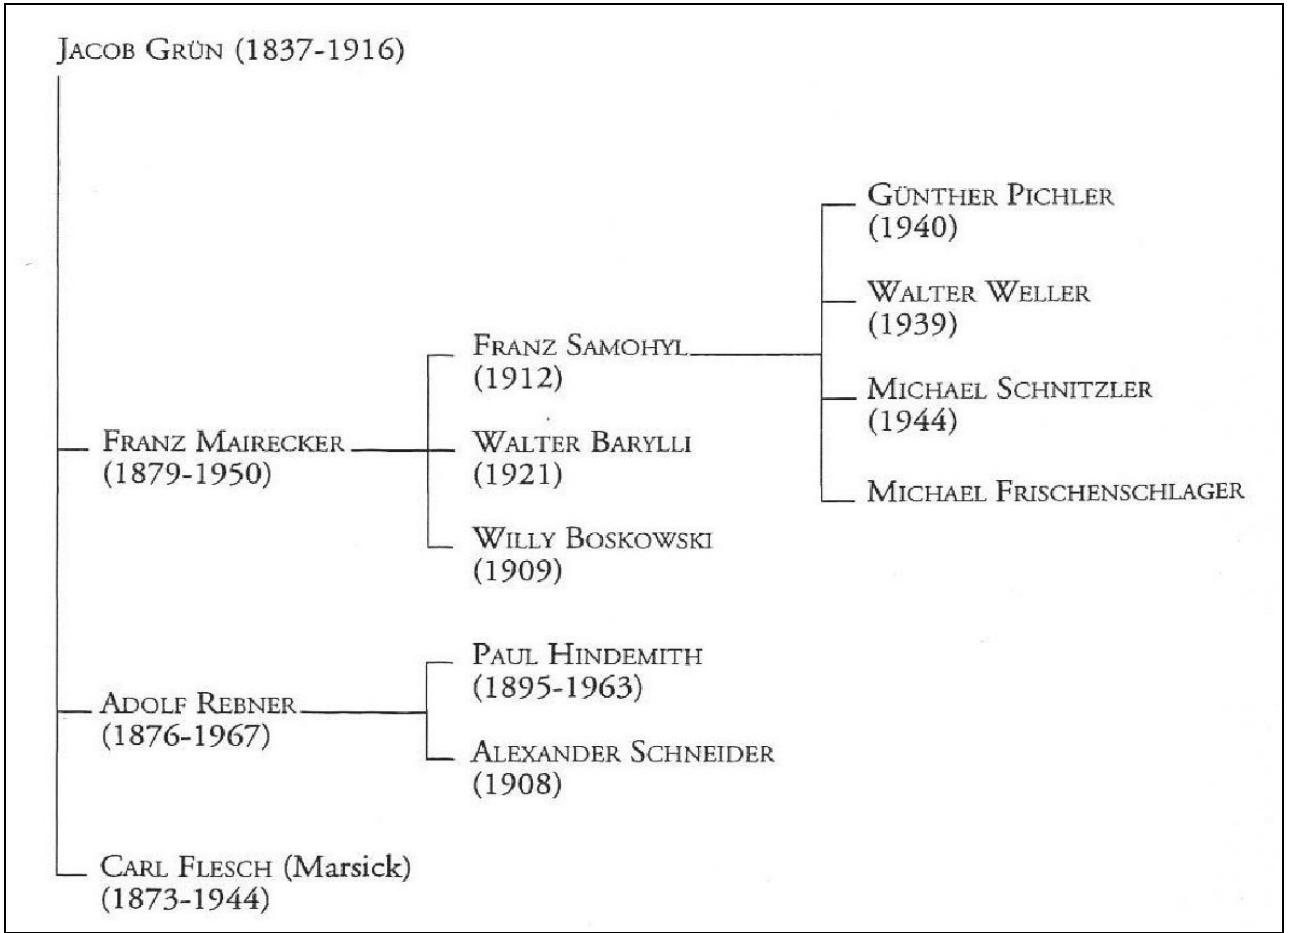 JACOB GRÜN (1837-1916)
GÜNTHER PICHLER
(1940)
WALTER WELLER
(1939)
FRANZ SAMOHYL
(1912)
MICHAEL SCHNITZLER
(1944)
FRANZ MAIRECKER
(1879-1950)
WALTER BARYLLI
(1921)
MICHAEL FRISCHENSCHLAGER
WILLY BOSKOWSKI
(1909)
PAUL HINDEMITH
(1895-1963)
ADOLF REBNER
(1876-1967)
ALEXANDER SCHNEIDER
(1908)
CARL FLESCH (Marsick)
(1873-1944)